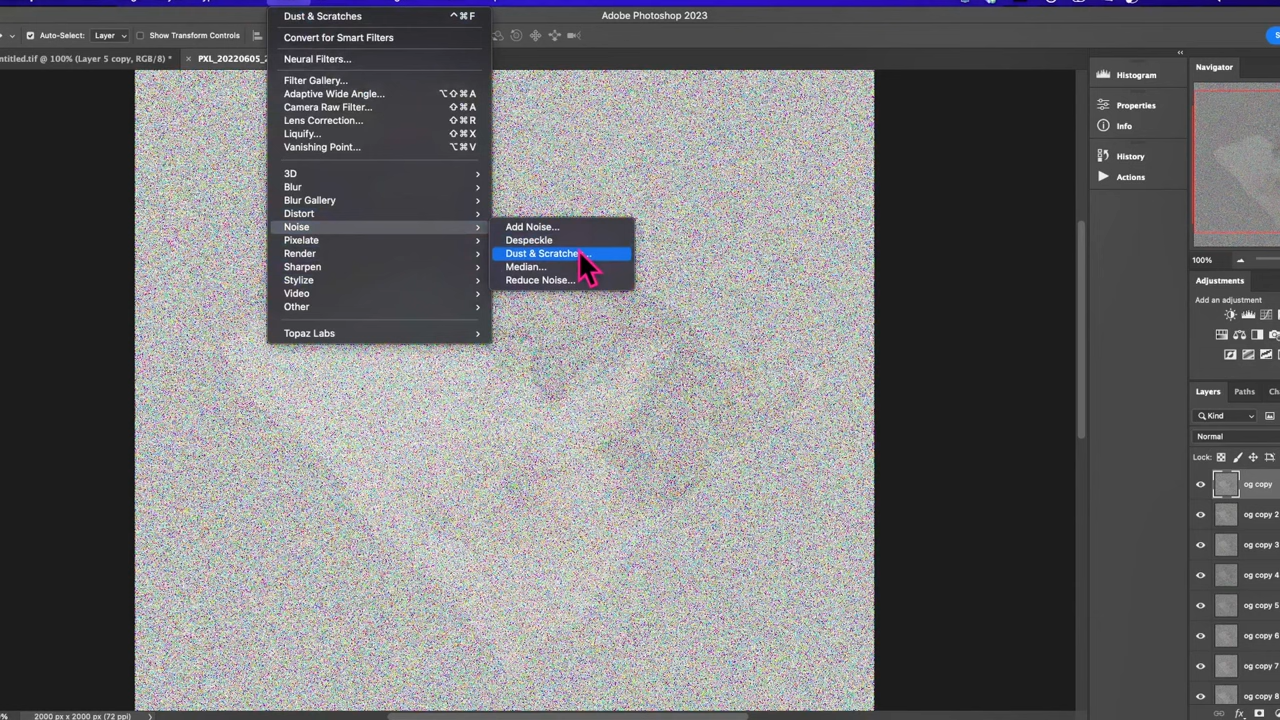 Dust & Scratches ^⌘F
Adobe Photoshop 2023
Convert for Smart Filters
Auto-Select: Layer Show Transform Controls
ntitled.tif @ 100% (Layer 5 copy, RGB/8) * × PXL_20220605_2
Neural Filters...
Filter Gallery...
Adaptive Wide Angle... ⌥⇧⌘A
Camera Raw Filter... ⇧⌘A
Lens Correction... ⇧⌘R
Liquify... ⇧⌘X
Vanishing Point... ⌥⌘V
3D
Blur
Blur Gallery
Distort
Noise
Pixelate
Render
Sharpen
Stylize
Video
Other
Topaz Labs
Add Noise...
Despeckle
Dust & Scratche
Median...
Reduce Noise...
Histogram
Properties
Info
History
Actions
Navigator
100%
Adjustments
Add an adjustment
Layers Paths Ch
Kind
Normal
Lock:
og copy
og copy 2
og copy 3
og copy 4
og copy 5
og copy 6
og copy 7
og copy 8
% 2000 px x 2000 px (72 ppi)
fx